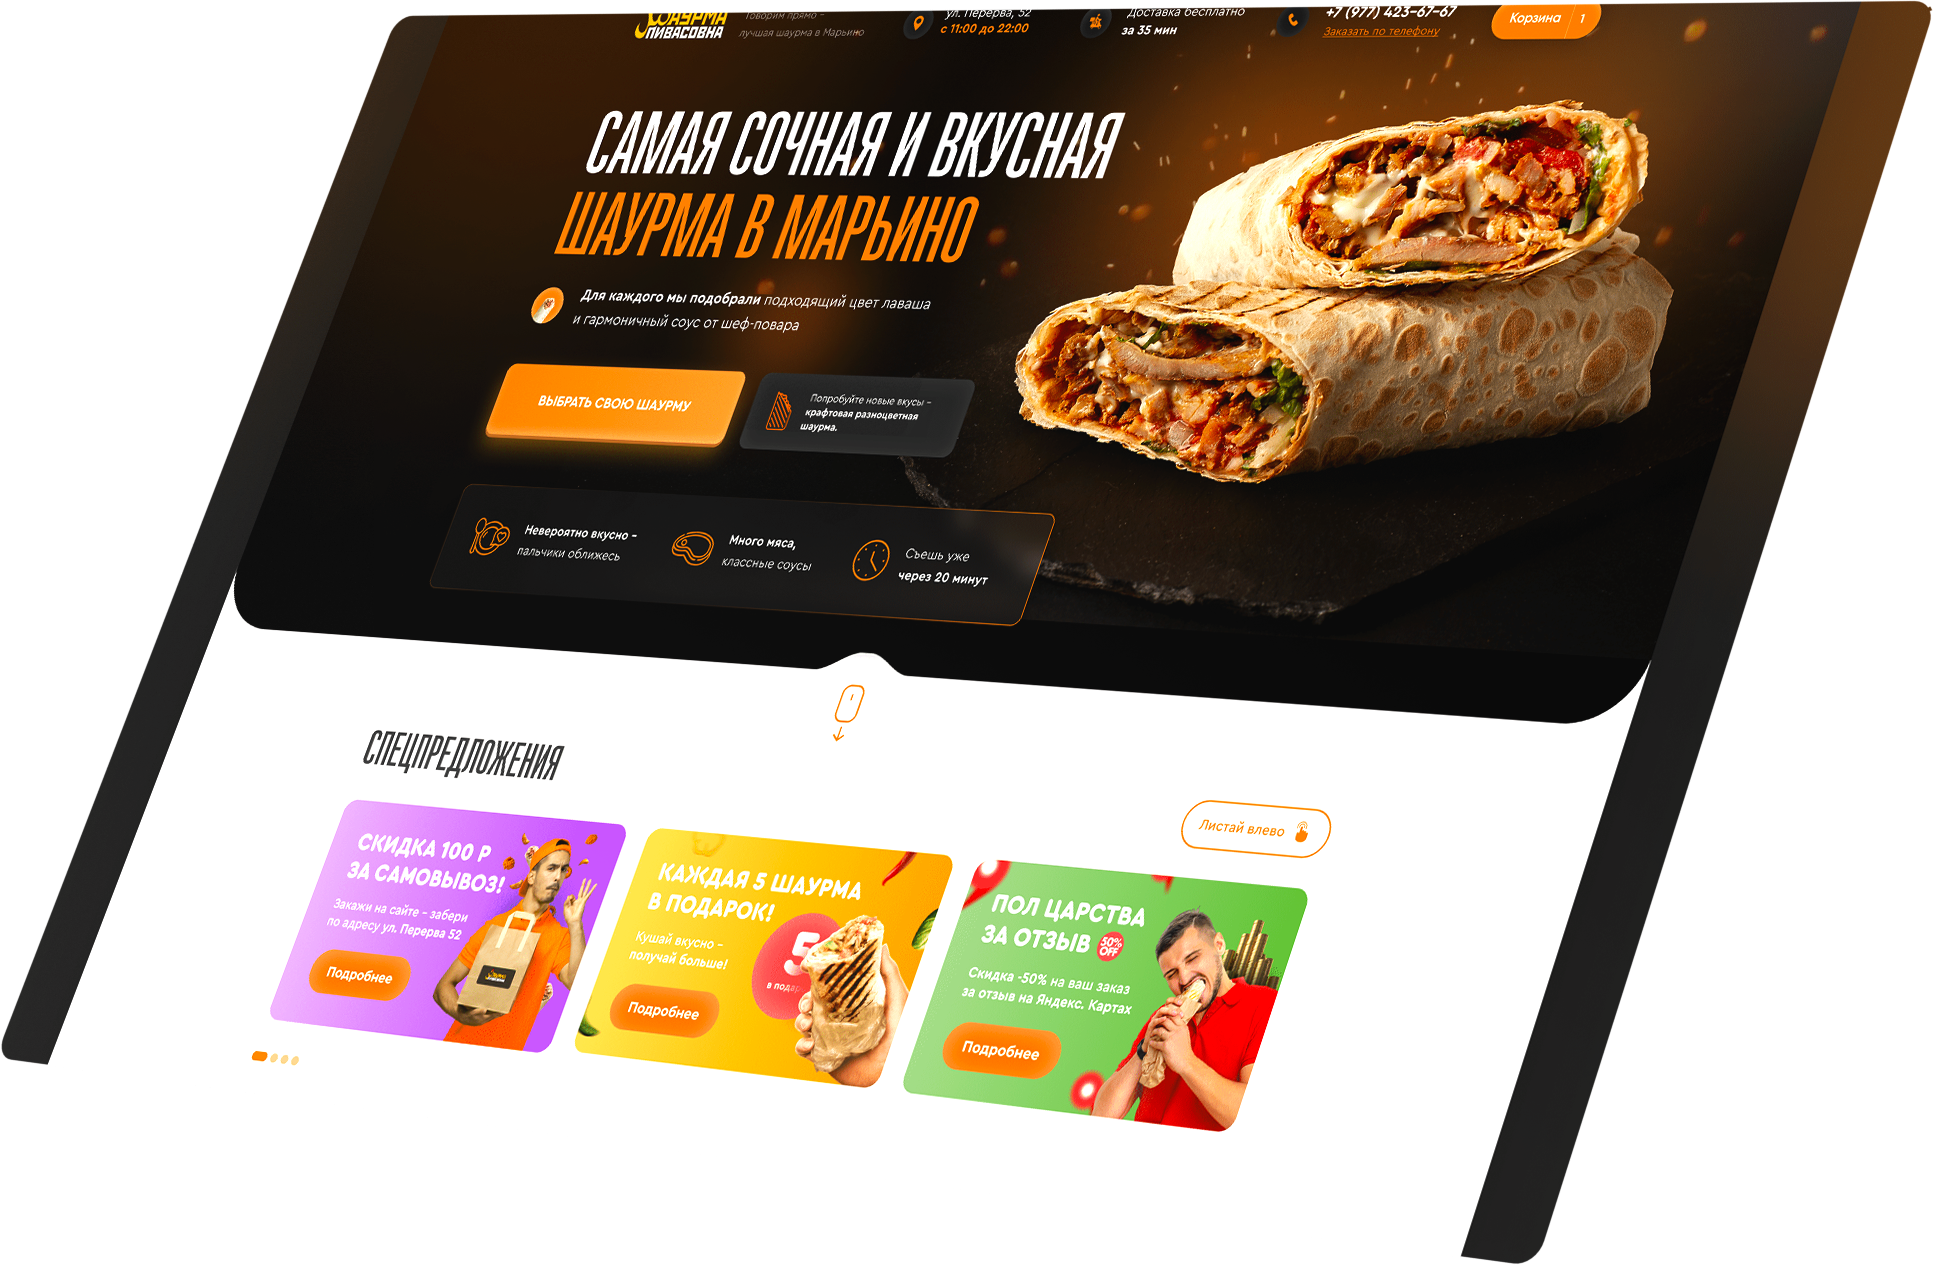 ШАУРМА
ПИВАСОВНА
Говорим прямо –
лучшая шаурма в Марьино
ул. Перерва, 52
с 11:00 до 22:00
Доставка бесплатно
за 35 мин
+7 (977) 423-67-67
Заказать по телефону
Корзина 1
САМАЯ СОЧНАЯ И ВКУСНАЯ
ШАУРМА В МАРЬИНО
Для каждого мы подобрали подходящий цвет лаваша
и гармоничный соус от шеф-повара
ВЫБРАТЬ СВОЮ ШАУРМУ
Попробуйте новые вкусы –
крафтовая разноцветная
шаурма.
Невероятно вкусно –
пальчики оближесь
Много мяса,
классные соусы
Съешь уже
через 20 минут
СПЕЦПРЕДЛОЖЕНИЯ
Листай влево
СКИДКА 100 Р
ЗА САМОВЫВОЗ!
Закажи на сайте – забери
по адресу ул. Перерва 52
Подробнее
КАЖДАЯ 5 ШАУРМА
В ПОДАРОК!
Кушай вкусно –
получай больше!
5
в подар
Подробнее
ПОЛ ЦАРСТВА
ЗА ОТЗЫВ
50%
OFF
Скидка -50% на ваш заказ
за отзыв на Яндекс. Картах
Подробнее